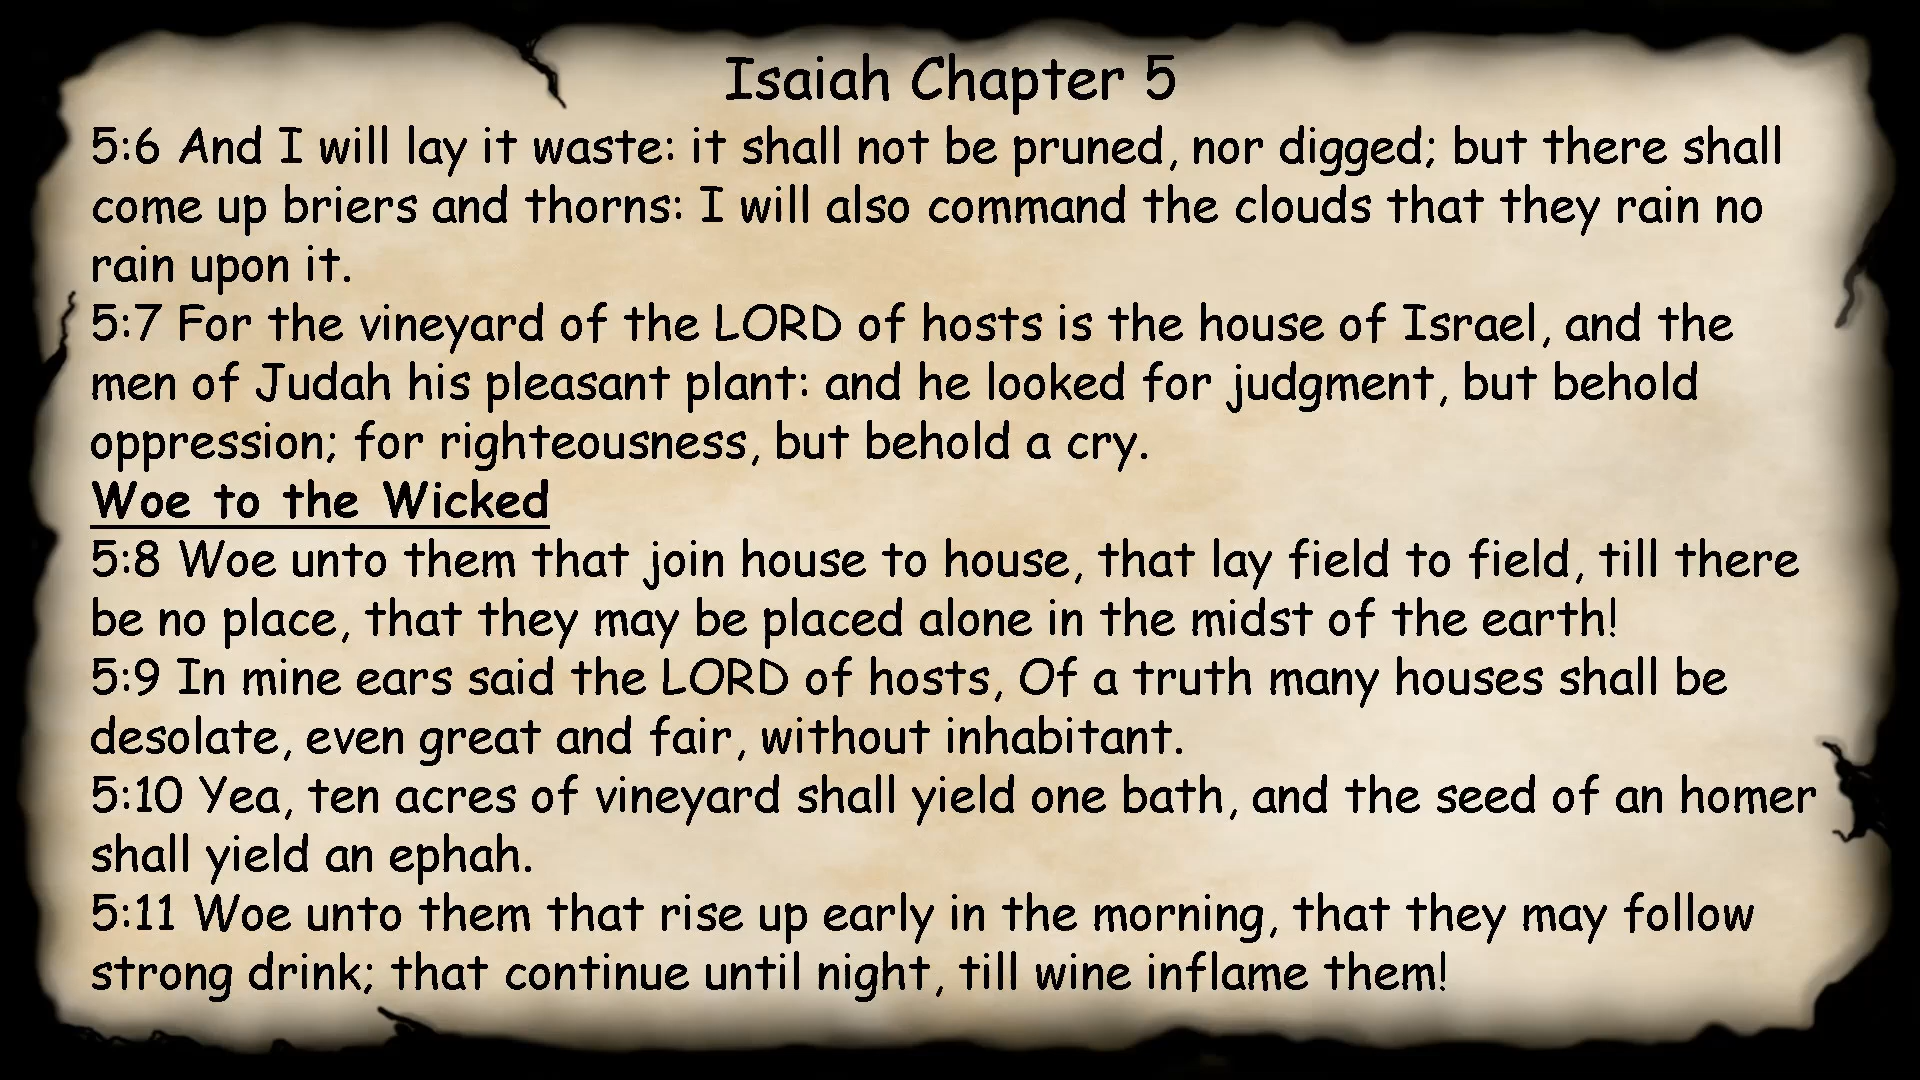 Isaiah Chapter 5
5:6 And I will lay it waste: it shall not be pruned, nor digged; but there shall
come up briers and thorns: I will also command the clouds that they rain no
rain upon it.
5:7 For the vineyard of the LORD of hosts is the house of Israel, and the
men of Judah his pleasant plant: and he looked for judgment, but behold
oppression; for righteousness, but behold a cry.
Woe to the Wicked
5:8 Woe unto them that join house to house, that lay field to field, till there
be no place, that they may be placed alone in the midst of the earth!
5:9 In mine ears said the LORD of hosts, Of a truth many houses shall be
desolate, even great and fair, without inhabitant.
5:10 Yea, ten acres of vineyard shall yield one bath, and the seed of an homer
shall yield an ephah.
5:11 Woe unto them that rise up early in the morning, that they may follow
strong drink; that continue until night, till wine inflame them!